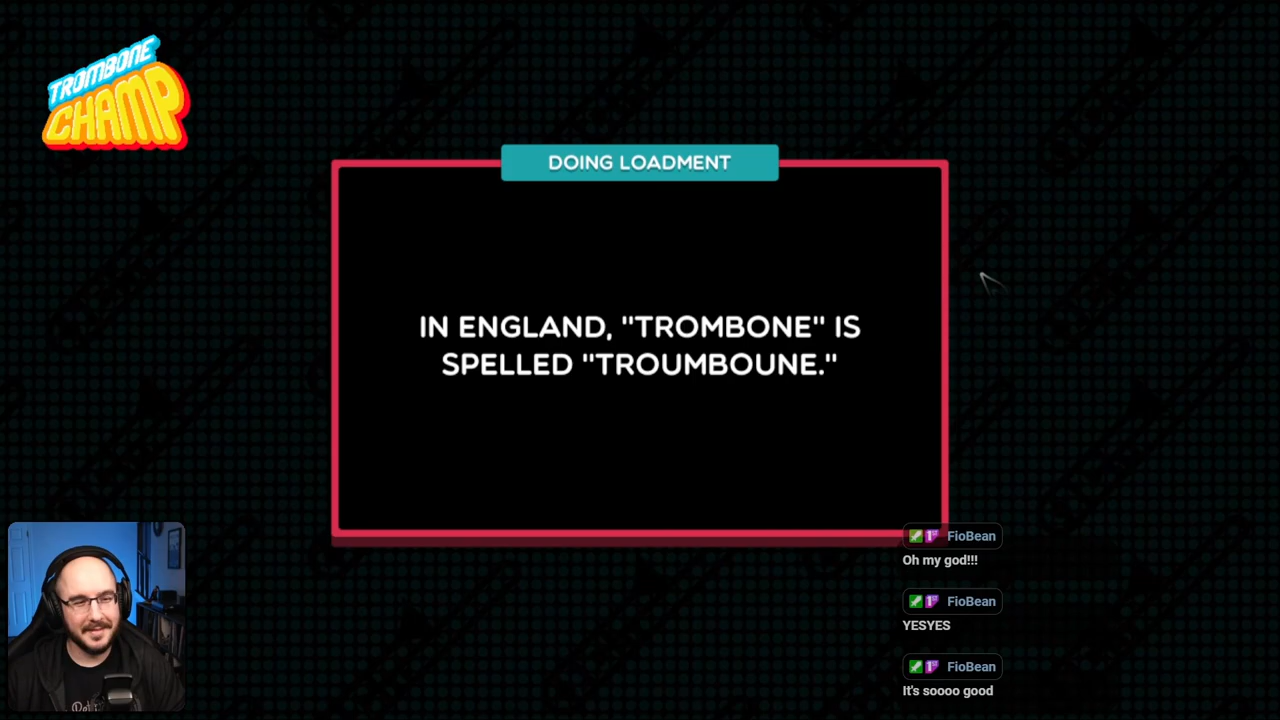 TROMBONE
CHAMP
DOING LOADMENT
IN ENGLAND, "TROMBONE" IS
SPELLED "TROUMBOUNE."
FioBean
Oh my god!!!
FioBean
YESYES
FioBean
It's soooo good